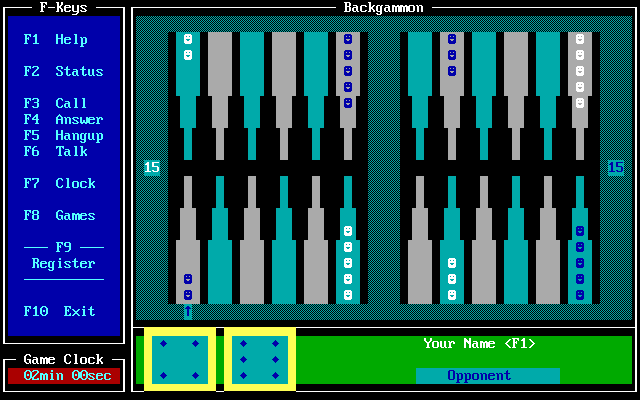 F-Keys
F1 Help
F2 Status
F3 Call
F4 Answer
F5 Hangup
F6 Talk
F7 Clock
F8 Games
F9
Register
F10 Exit
Game Clock
02min 00sec
Backgammon
15
15
Your Name <F1>
Opponent